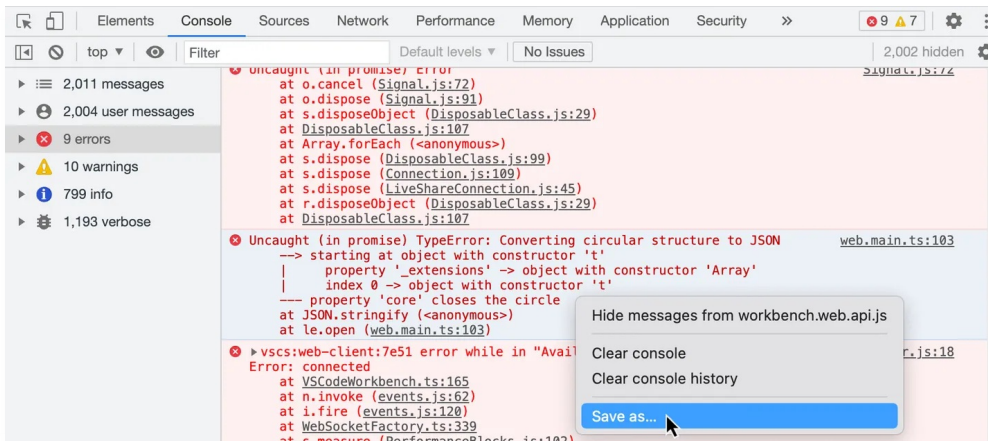 Elements Console Sources Network Performance Memory Application Security » 9 7
top ▼ Filter Default levels ▼ No Issues 2,002 hidden
2,011 messages
2,004 user messages
9 errors
10 warnings
799 info
1,193 verbose
Uncaught (in promise) Error Signal.js:72
at o.cancel (Signal.js:72)
at o.dispose (Signal.js:91)
at s.disposeObject (DisposableClass.js:29)
at DisposableClass.js:107
at Array.forEach (<anonymous>)
at s.dispose (DisposableClass.js:99)
at s.dispose (Connection.js:109)
at s.dispose (LiveShareConnection.js:45)
at r.disposeObject (DisposableClass.js:29)
at DisposableClass.js:107
Uncaught (in promise) TypeError: Converting circular structure to JSON web.main.ts:103
--> starting at object with constructor 't'
| property '_extensions' -> object with constructor 'Array'
| index 0 -> object with constructor 't'
--- property 'core' closes the circle
at JSON.stringify (<anonymous>)
at le.open (web.main.ts:103)
▶vscs:web-client:7e51 error while in "Avai r.js:18
Error: connected
at VSCodeWorkbench.ts:165
at n.invoke (events.js:62)
at i.fire (events.js:120)
at WebSocketFactory.ts:339
at s.measure (PerformanceBlocks.js:102)
Hide messages from workbench.web.api.js
Clear console
Clear console history
Save as...